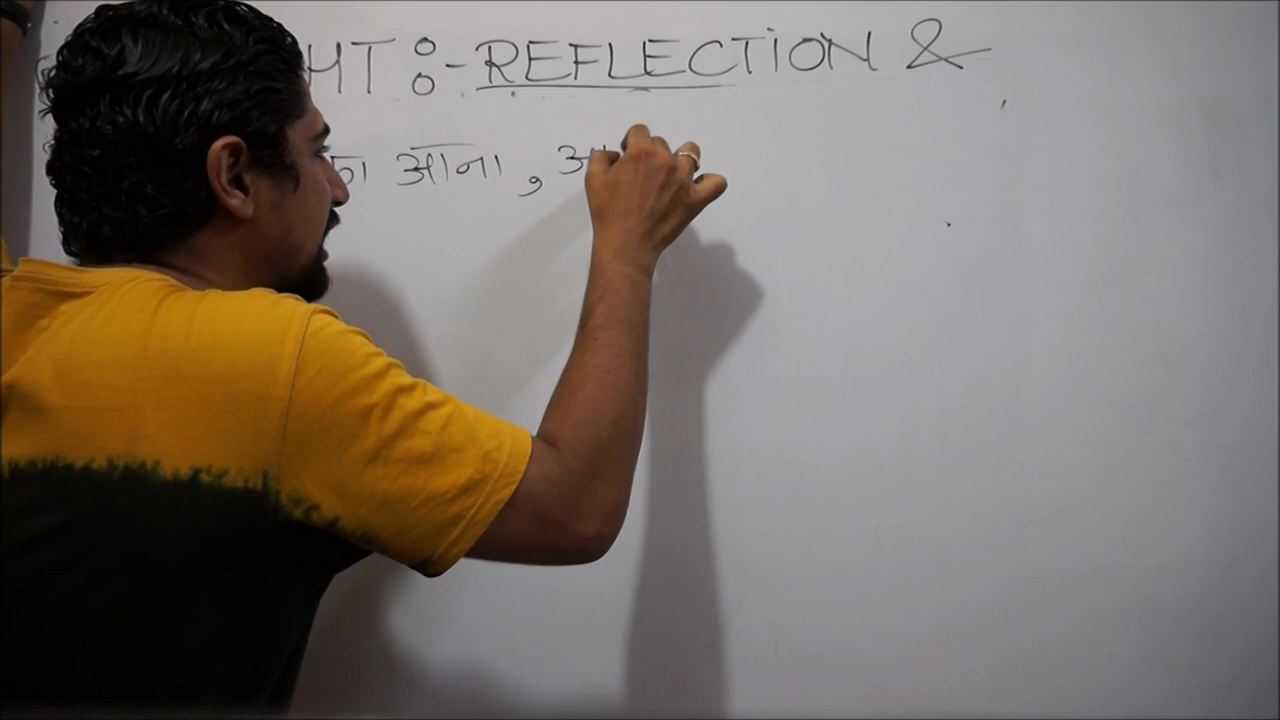 HT :- REFLECTION &
का आना ,